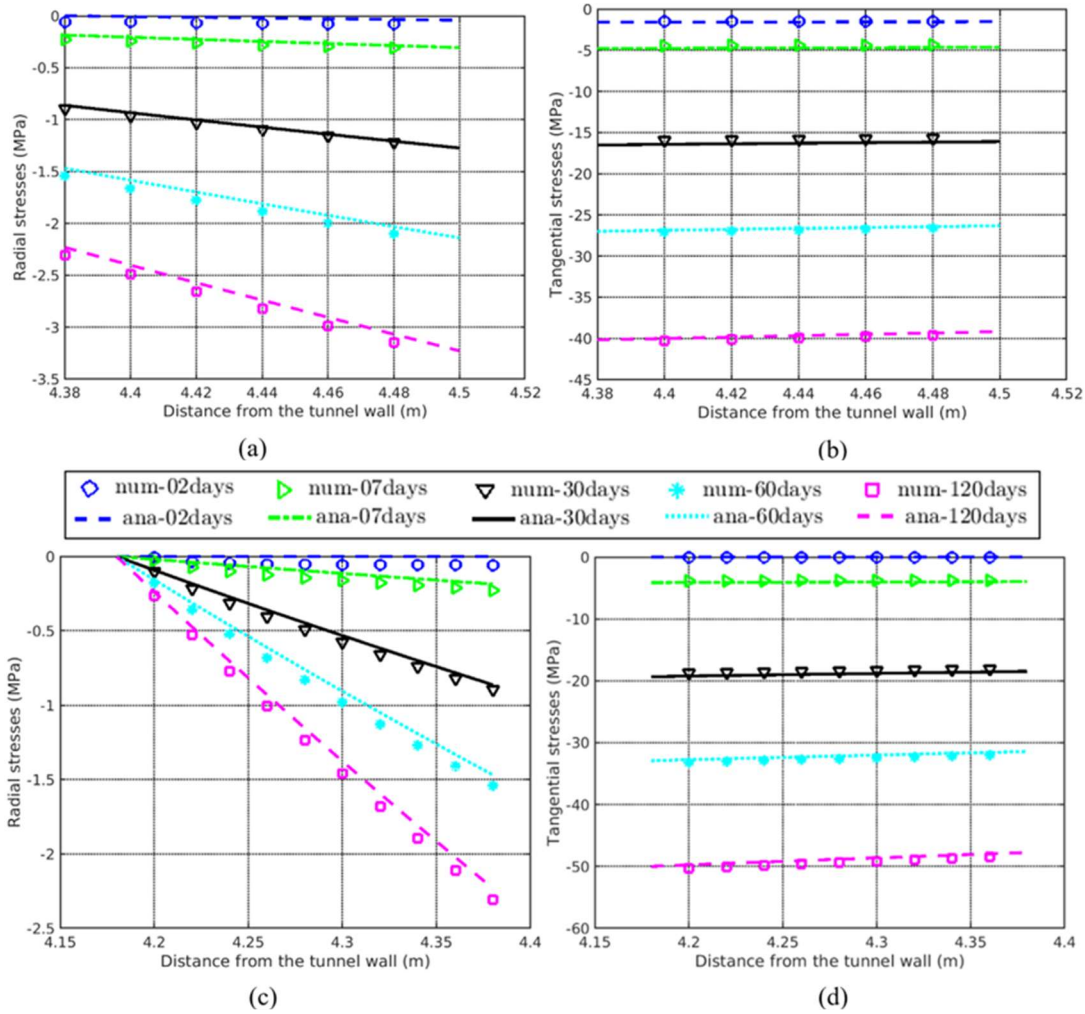 0
-0.5
-1
-1.5
-2
-2.5
-3
-3.5
4.38
4.4
4.42
4.44
4.46
4.48
4.5
4.52
Radial stresses (MPa)
Distance from the tunnel wall (m)
(a)
0
-5
-10
-15
-20
-25
-30
-35
-40
-45
4.38
4.4
4.42
4.44
4.46
4.48
4.5
4.52
Tangential stresses (MPa)
Distance from the tunnel wall (m)
(b)
num-02days
num-07days
num-30days
num-60days
num-120days
ana-02days
ana-07days
ana-30days
ana-60days
ana-120days
0
-0.5
-1
-1.5
-2
-2.5
4.15
4.2
4.25
4.3
4.35
4.4
Radial stresses (MPa)
Distance from the tunnel wall (m)
(c)
0
-10
-20
-30
-40
-50
-60
4.15
4.2
4.25
4.3
4.35
4.4
Tangential stresses (MPa)
Distance from the tunnel wall (m)
(d)